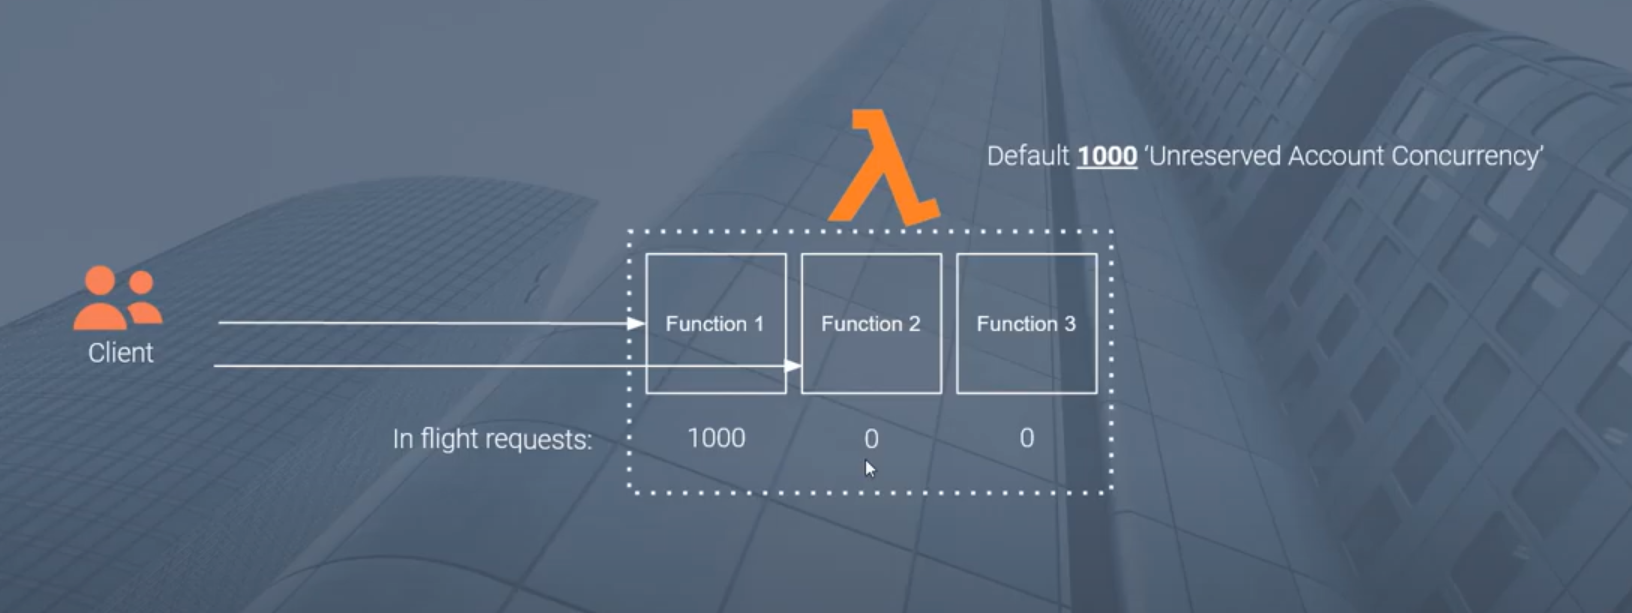 Default 1000 ‘Unreserved Account Concurrency’
Client
Function 1
Function 2
Function 3
In flight requests:
1000
0
0